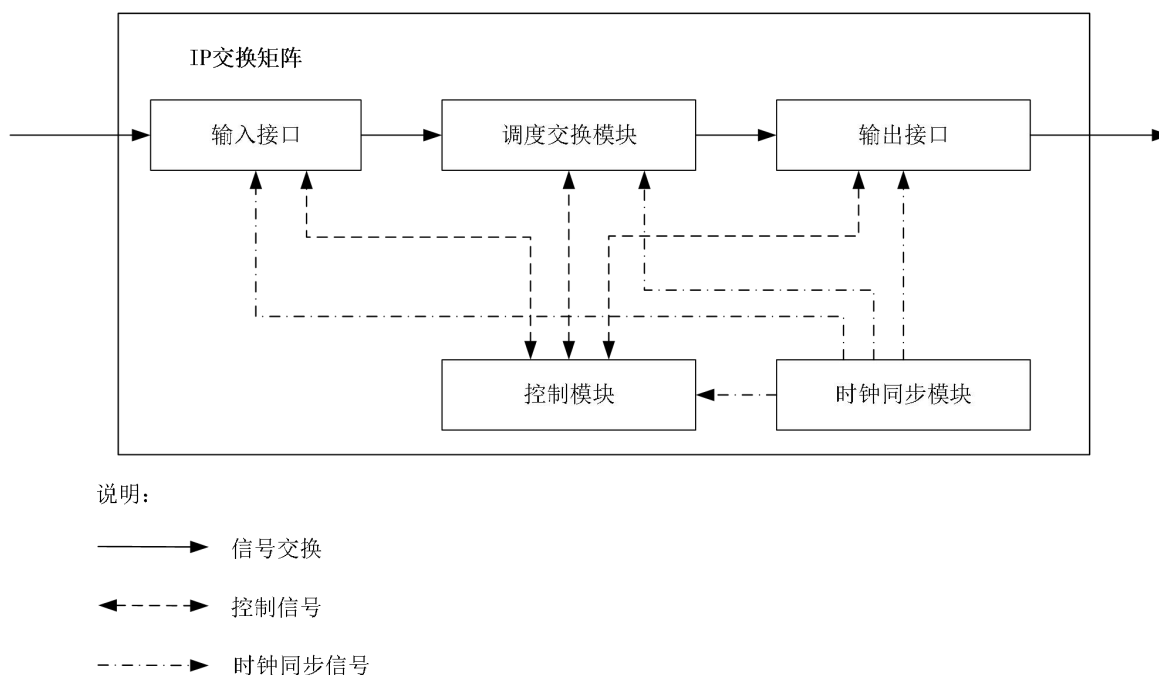 IP交换矩阵
输入接口
调度交换模块
输出接口
控制模块
时钟同步模块
说明：
信号交换
控制信号
时钟同步信号